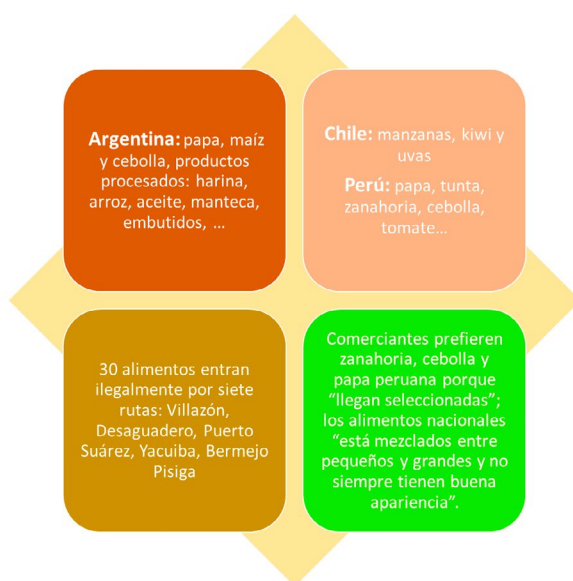 Argentina: papa, maíz
y cebolla, productos
procesados: harina,
arroz, aceite, manteca,
embutidos, ...
Chile: manzanas, kiwi y
uvas
Perú: papa, tunta,
zanahoria, cebolla,
tomate...
30 alimentos entran
ilegalmente por siete
rutas: Villazón,
Desaguadero, Puerto
Suárez, Yacuiba, Bermejo
Pisiga
Comerciantes prefieren
zanahoria, cebolla y
papa peruana porque
“llegan seleccionadas”;
los alimentos nacionales
“está mezclados entre
pequeños y grandes y no
siempre tienen buena
apariencia”.